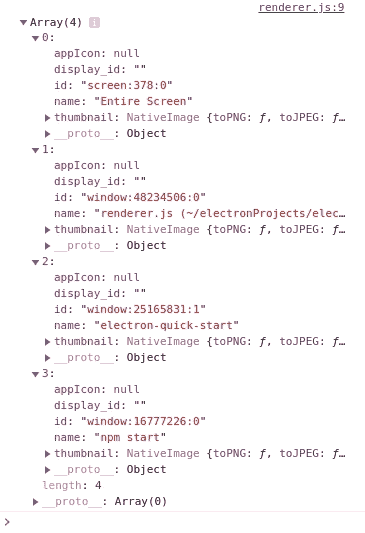 renderer.js:9
▼ Array(4) i
▼ 0:
appIcon: null
display_id: ""
id: "screen:378:0"
name: "Entire Screen"
▶ thumbnail: NativeImage {toPNG: ƒ, toJPEG: ƒ…
▶ __proto__: Object
▼ 1:
appIcon: null
display_id: ""
id: "window:48234506:0"
name: "renderer.js (~/electronProjects/elec…
▶ thumbnail: NativeImage {toPNG: ƒ, toJPEG: ƒ…
▶ __proto__: Object
▼ 2:
appIcon: null
display_id: ""
id: "window:25165831:1"
name: "electron-quick-start"
▶ thumbnail: NativeImage {toPNG: ƒ, toJPEG: ƒ…
▶ __proto__: Object
▼ 3:
appIcon: null
display_id: ""
id: "window:16777226:0"
name: "npm start"
▶ thumbnail: NativeImage {toPNG: ƒ, toJPEG: ƒ…
▶ __proto__: Object
length: 4
▶ __proto__: Array(0)
>